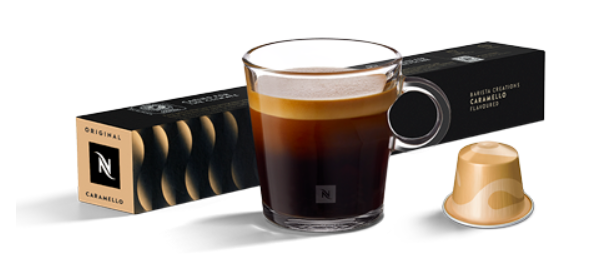 ORIGINAL
N
CARAMELLO
BARISTA CREATIONS
CARAMELLO
FLAVOURED
N